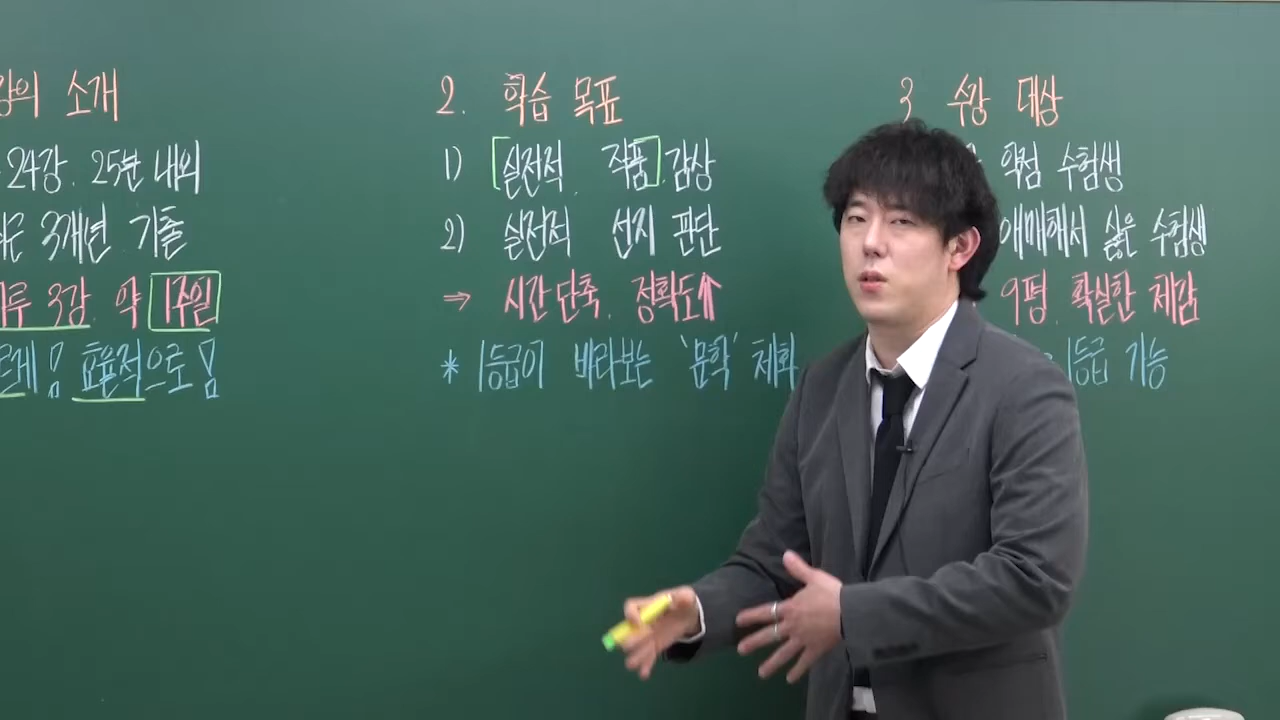 강의 소개
24강. 25분 내외
3개년 기출
하루 3강. 약 1주일
! 효율적으로!
2. 학습 목표
1) [실전적 작품] 감상
2) 실전적 선지 판단
⇒ 시간 단축. 정확도↑
* 1등급이 바라보는 '문학' 체화
3 수강 대상
약점 수험생
애매해서 싫은 수험생
9평. 확실한 체감
1등급 가능